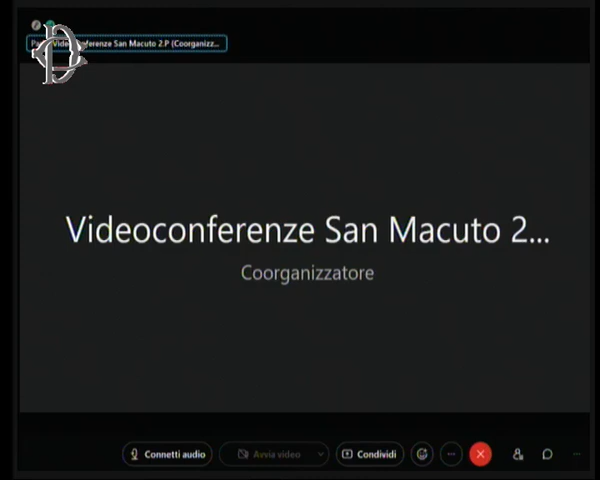 Videoconferenze San Macuto 2.P (Coorganizz...
Videoconferenze San Macuto 2...
Coorganizzatore
Connetti audio
Avvia video
Condividi